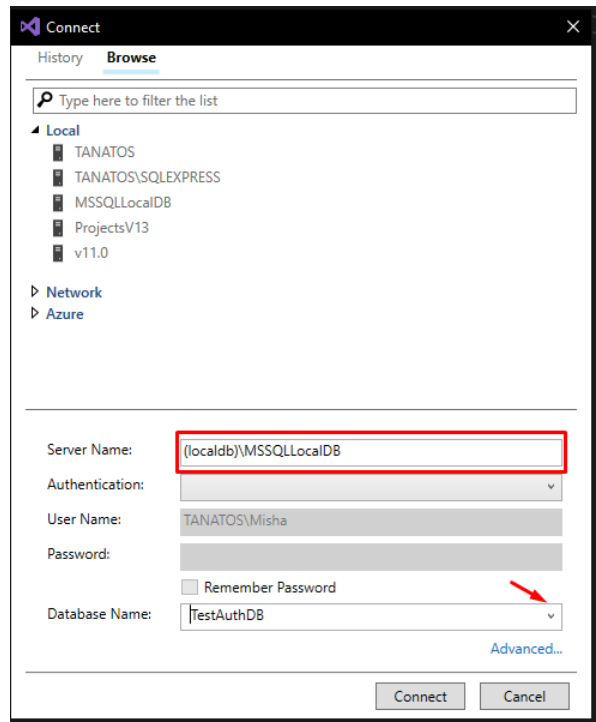 Connect
History Browse
Type here to filter the list
Local
TANATOS
TANATOS\SQLEXPRESS
MSSQLLocalDB
ProjectsV13
v11.0
Network
Azure
Server Name: (localdb)\MSSQLLocalDB
Authentication:
User Name: TANATOS\Misha
Password:
Remember Password
Database Name: TestAuthDB
Advanced...
Connect Cancel